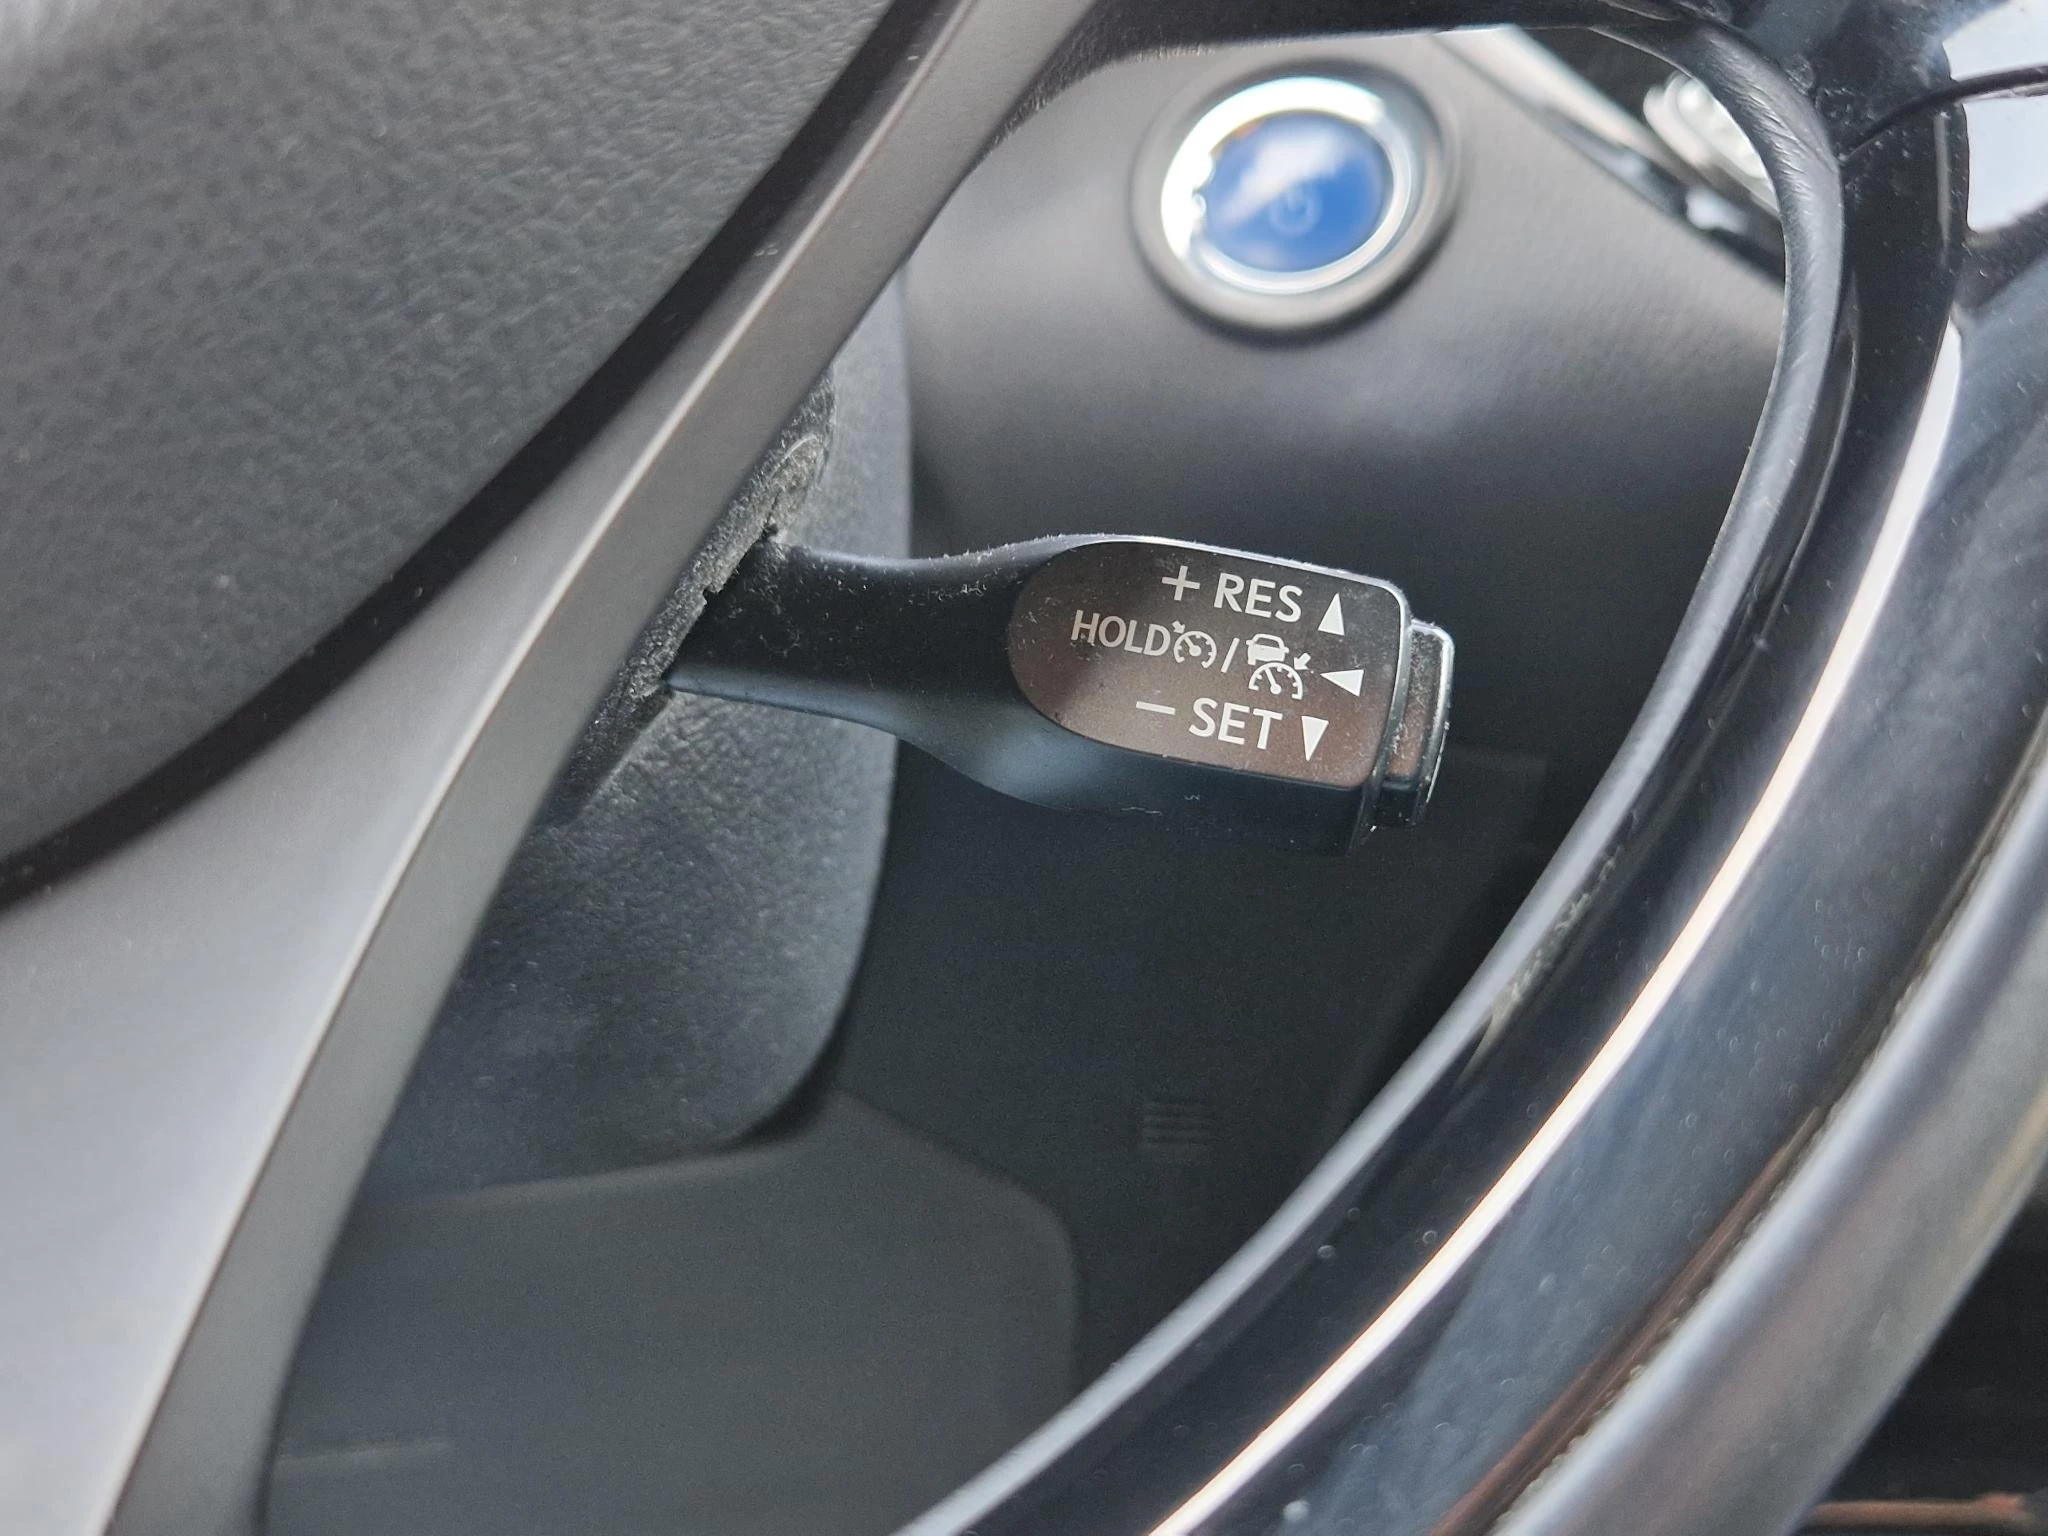 + RES ▲
HOLD / ◀
− SET ▼